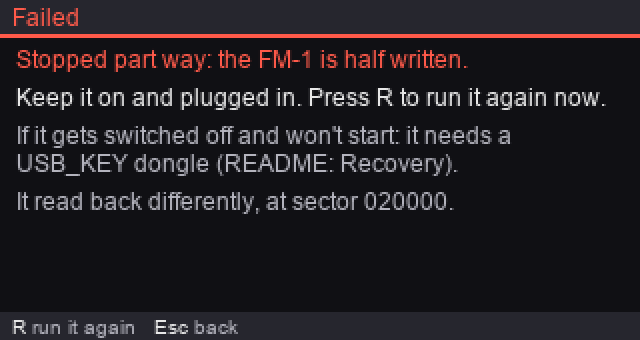 Failed
Stopped part way: the FM-1 is half written.
Keep it on and plugged in. Press R to run it again now.
If it gets switched off and won't start: it needs a
USB_KEY dongle (README: Recovery).
It read back differently, at sector 020000.
R run it again Esc back